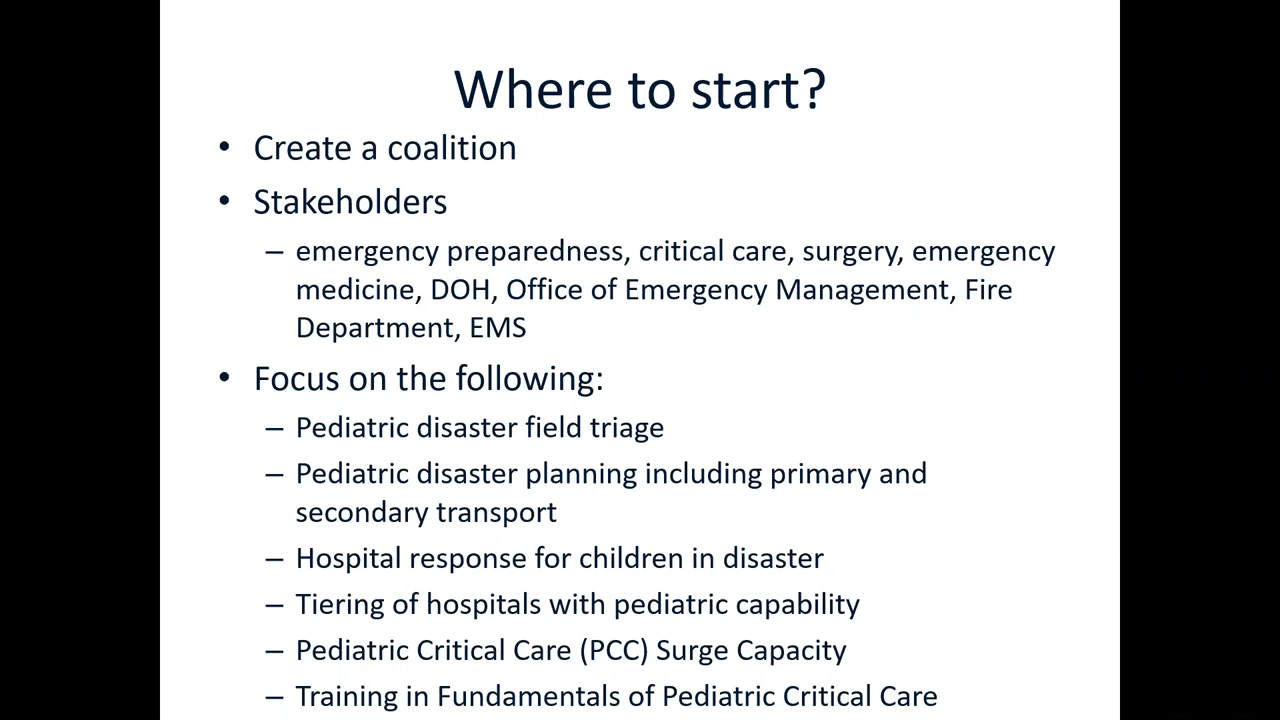 Where to start?
• Create a coalition
• Stakeholders
– emergency preparedness, critical care, surgery, emergency
medicine, DOH, Office of Emergency Management, Fire
Department, EMS
• Focus on the following:
– Pediatric disaster field triage
– Pediatric disaster planning including primary and
secondary transport
– Hospital response for children in disaster
– Tiering of hospitals with pediatric capability
– Pediatric Critical Care (PCC) Surge Capacity
– Training in Fundamentals of Pediatric Critical Care